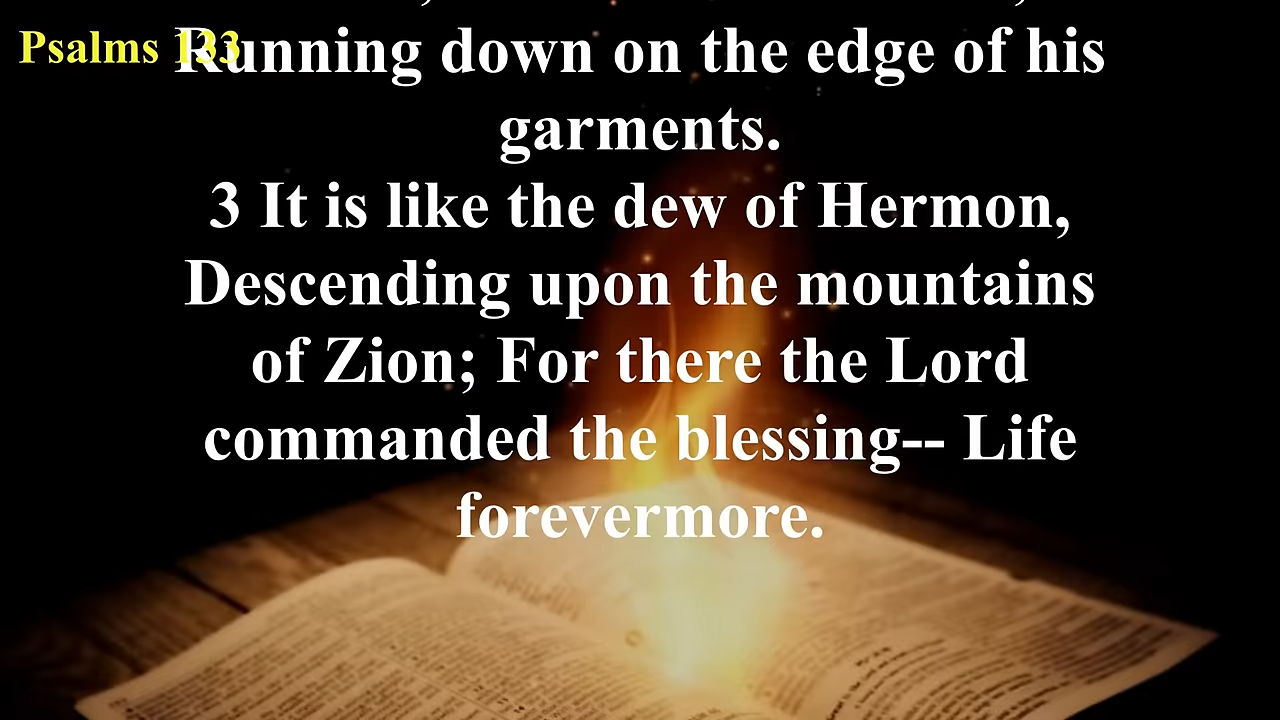 Psalms 133
Running down on the edge of his
garments.
3 It is like the dew of Hermon,
Descending upon the mountains
of Zion; For there the Lord
commanded the blessing-- Life
forevermore.